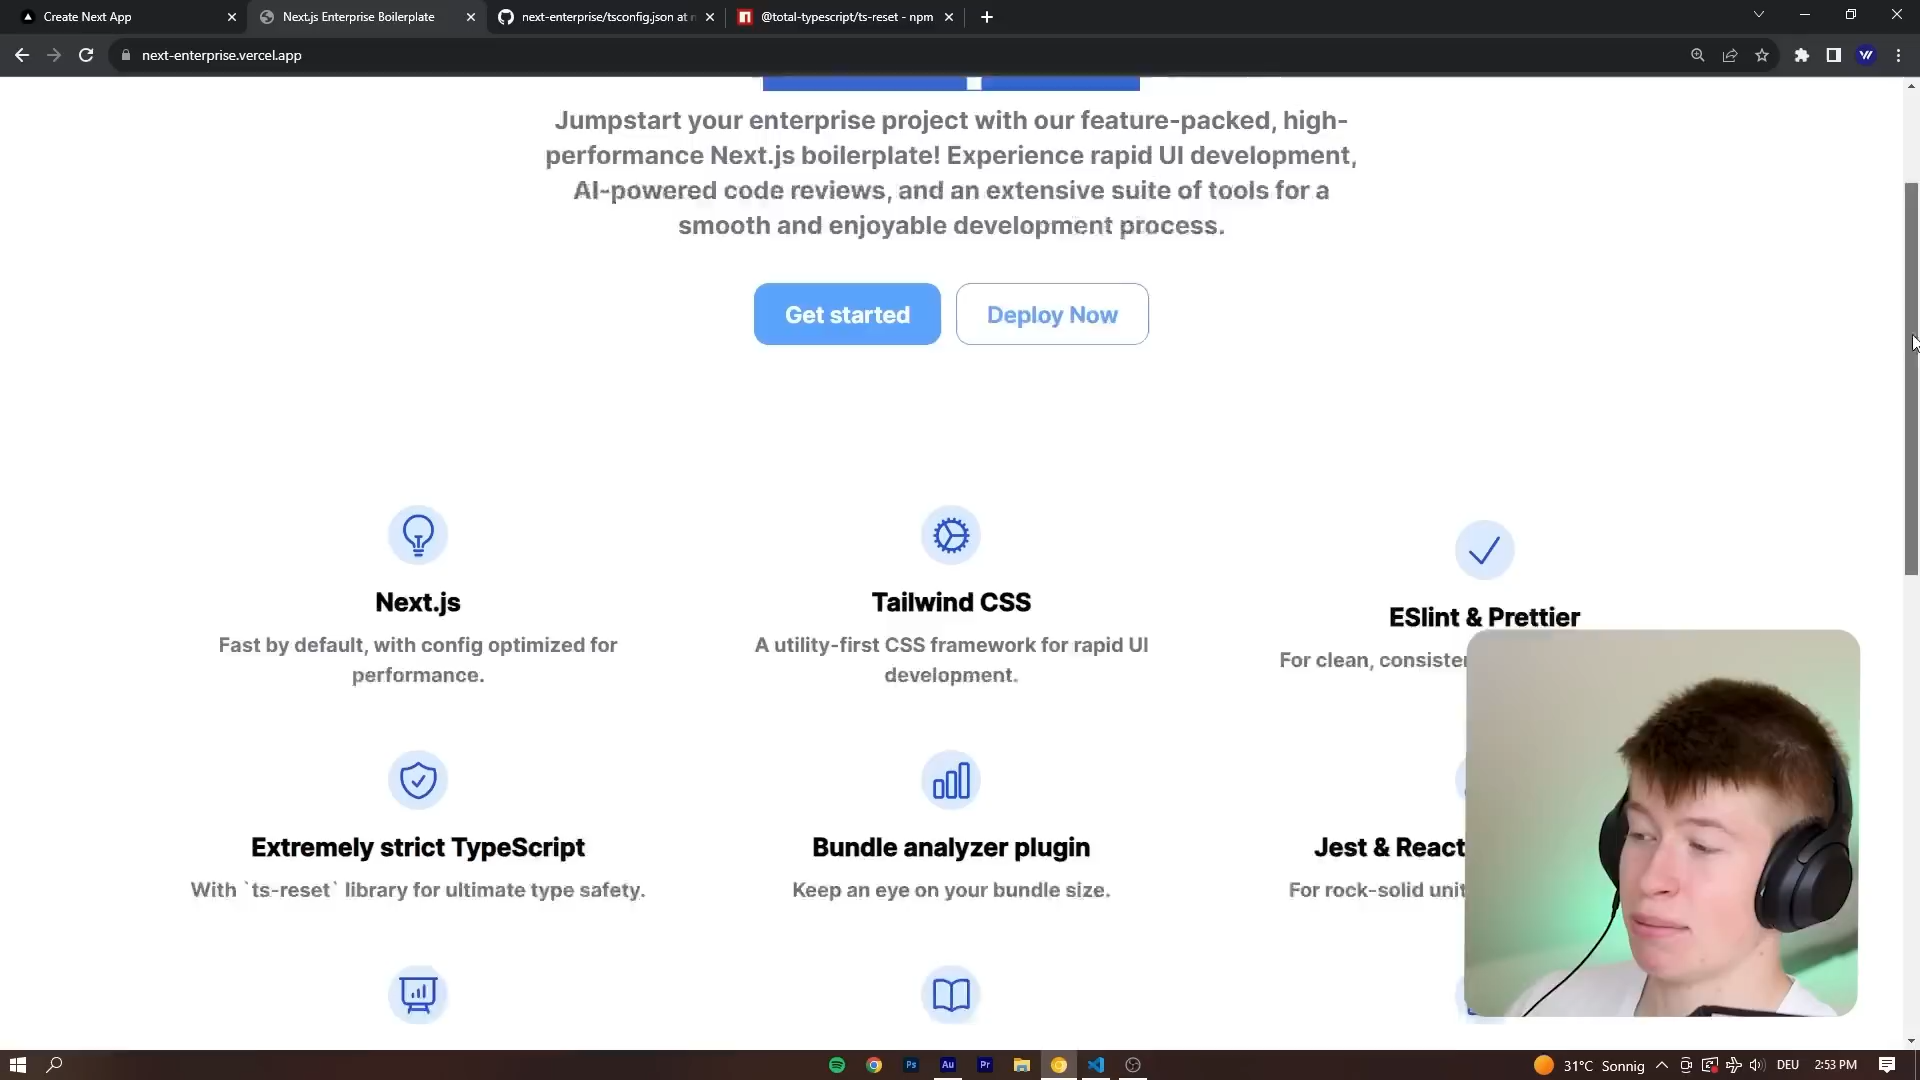 Create Next App
Next.js Enterprise Boilerplate
next-enterprise/tsconfig.json at
@total-typescript/ts-reset - npm
next-enterprise.vercel.app
Jumpstart your enterprise project with our feature-packed, high-
performance Next.js boilerplate! Experience rapid UI development,
AI-powered code reviews, and an extensive suite of tools for a
smooth and enjoyable development process.
Get started
Deploy Now
Next.js
Tailwind CSS
ESlint & Prettier
Fast by default, with config optimized for
performance.
A utility-first CSS framework for rapid UI
development.
For clean,
Extremely strict TypeScript
Bundle analyzer plugin
Jest & React
With `ts-reset` library for ultimate type safety.
Keep an eye on your bundle size.
For rock-solid unit
Ps
Au
Pr
31°C Sonnig
DEU
2:53 PM